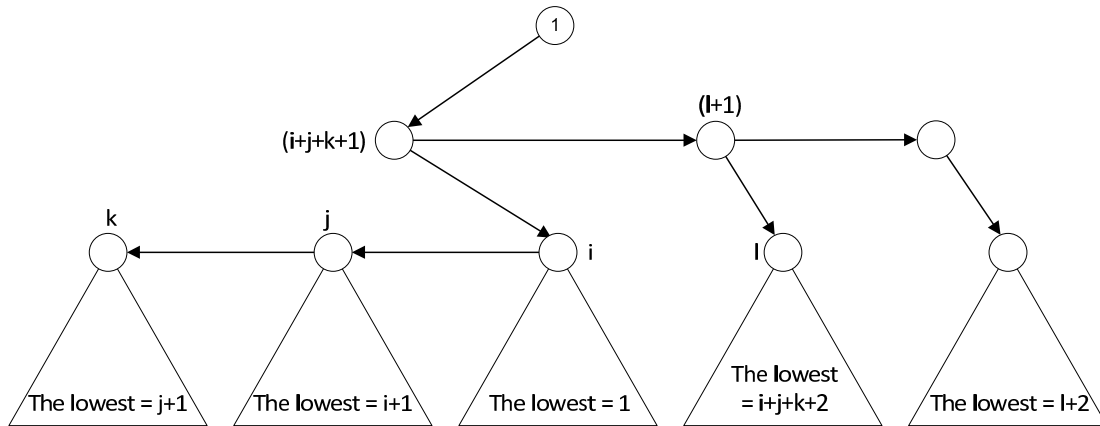 1
(l+1)
(i+j+k+1)
k
j
i
l
The lowest = j+1
The lowest = i+1
The lowest = 1
The lowest
= i+j+k+2
The lowest = l+2